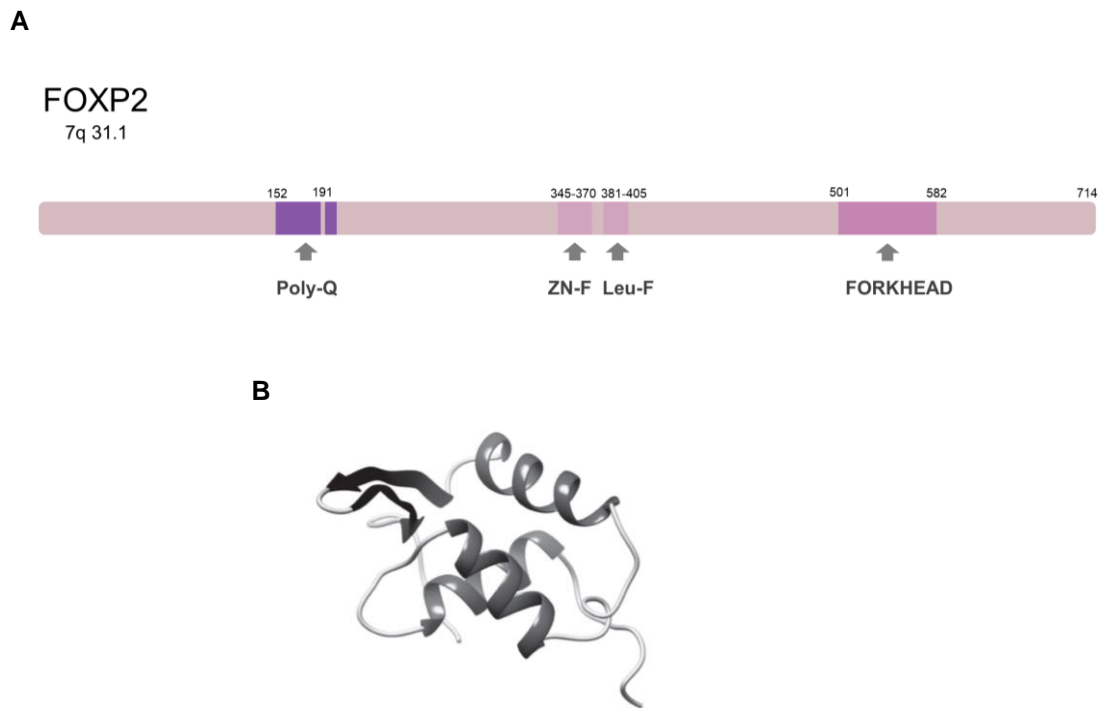 A
FOXP2
7q 31.1
152 191 345-370 381-405 501 582 714
Poly-Q ZN-F Leu-F FORKHEAD
B